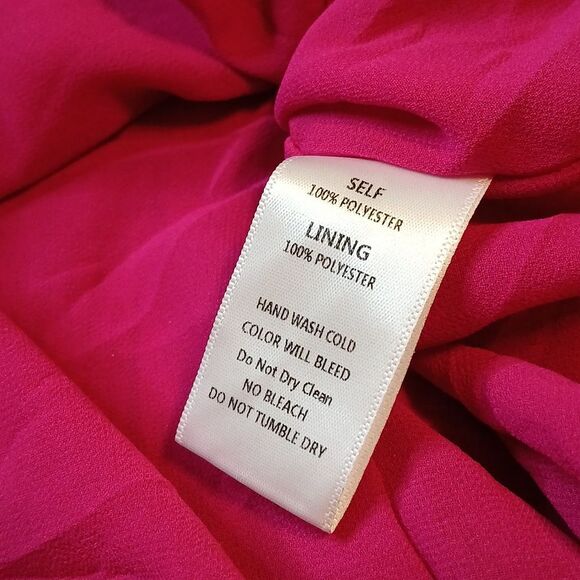 SELF
100% POLYESTER
LINING
100% POLYESTER
HAND WASH COLD
COLOR WILL BLEED
Do Not Dry Clean
NO BLEACH
DO NOT TUMBLE DRY